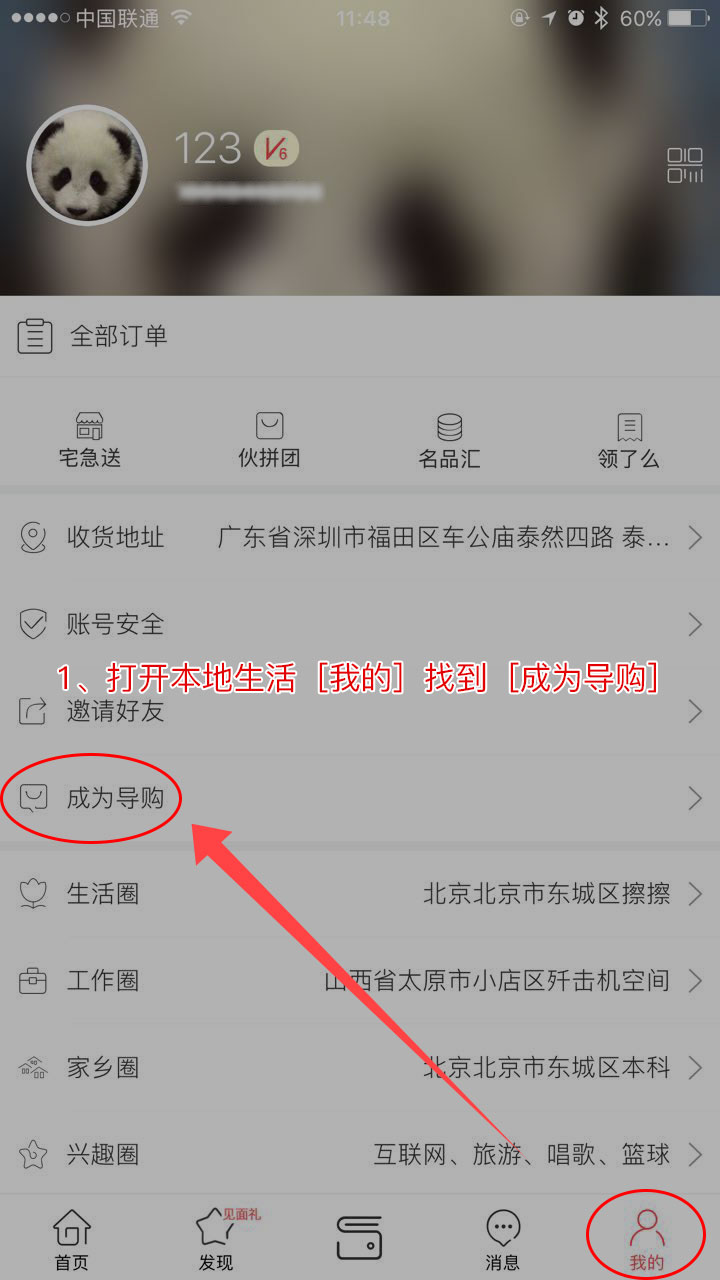 中国联通 11:48 60%
123 V6
全部订单
宅急送 伙拼团 名品汇 领了么
收货地址 广东省深圳市福田区车公庙泰然四路 泰...
账号安全
1、打开本地生活［我的］找到［成为导购］
邀请好友
成为导购
生活圈 北京北京市东城区擦擦
工作圈 山西省太原市小店区歼击机空间
家乡圈 北京北京市东城区本科
兴趣圈 互联网、旅游、唱歌、篮球
见面礼
首页 发现 消息 我的